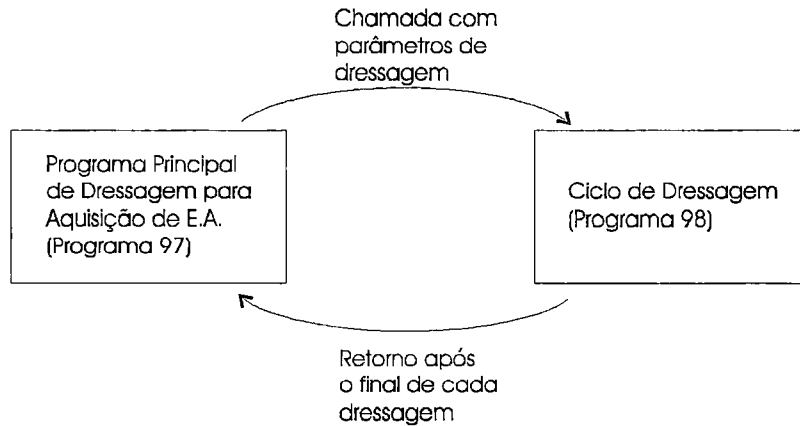 Chamada com
parâmetros de
dressagem
Programa Principal
de Dressagem para
Aquisição de E.A.
(Programa 97)
Ciclo de Dressagem
(Programa 98)
Retorno após
o final de cada
dressagem